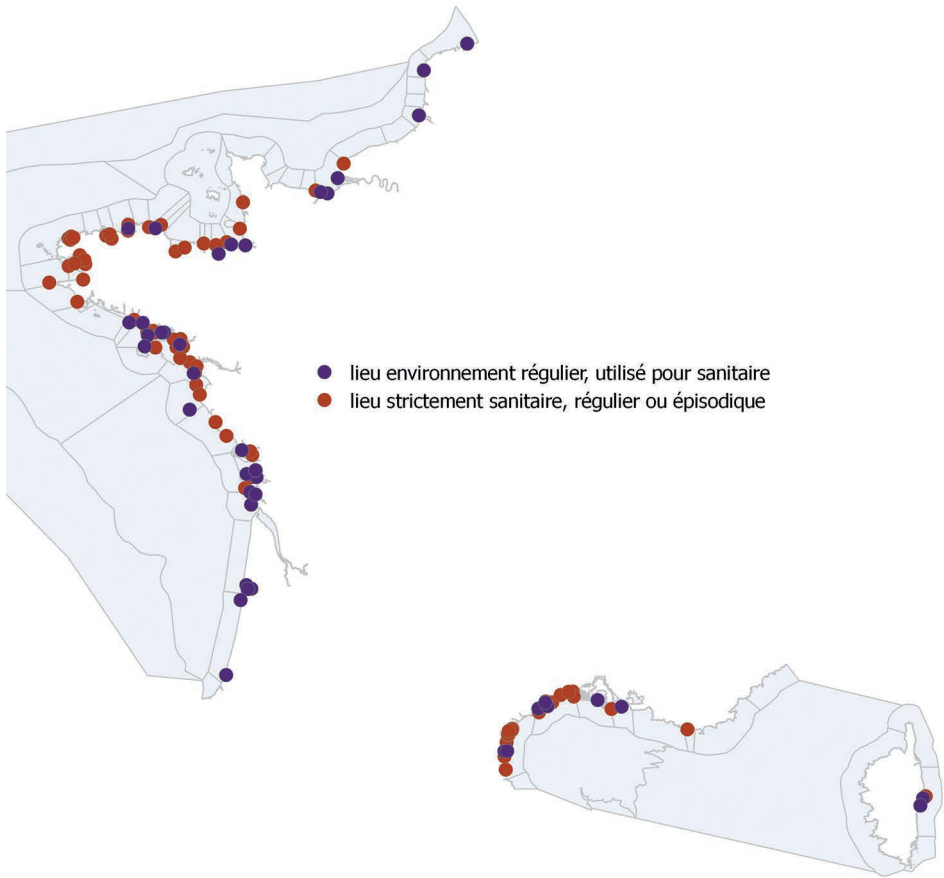 lieu environnement régulier, utilisé pour sanitaire
lieu strictement sanitaire, régulier ou épisodique